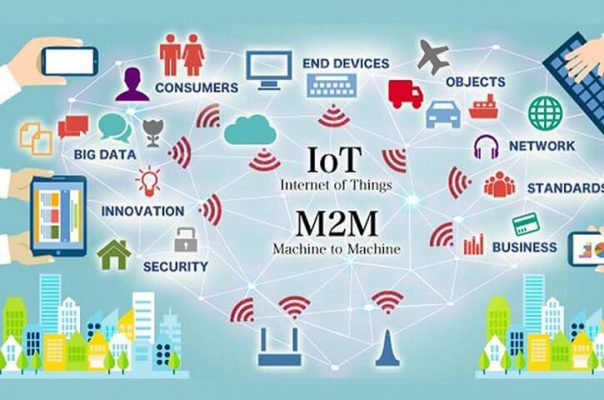 END DEVICES
CONSUMERS
OBJECTS
BIG DATA
NETWORK
IoT
Internet of Things
STANDARDS
INNOVATION
M2M
Machine to Machine
BUSINESS
SECURITY